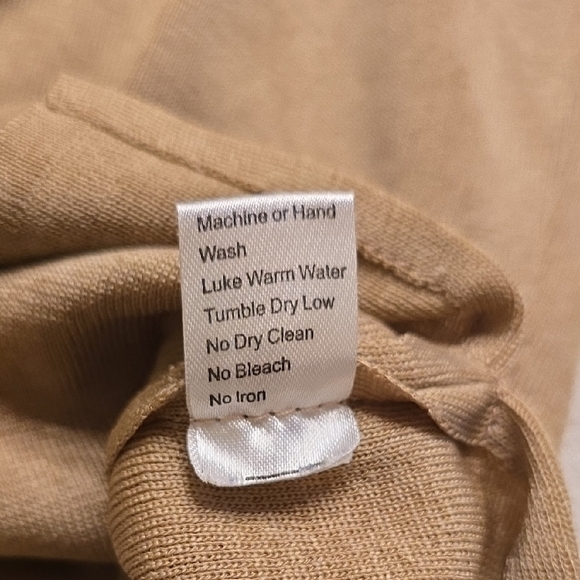 Machine or Hand
Wash
Luke Warm Water
Tumble Dry Low
No Dry Clean
No Bleach
No Iron